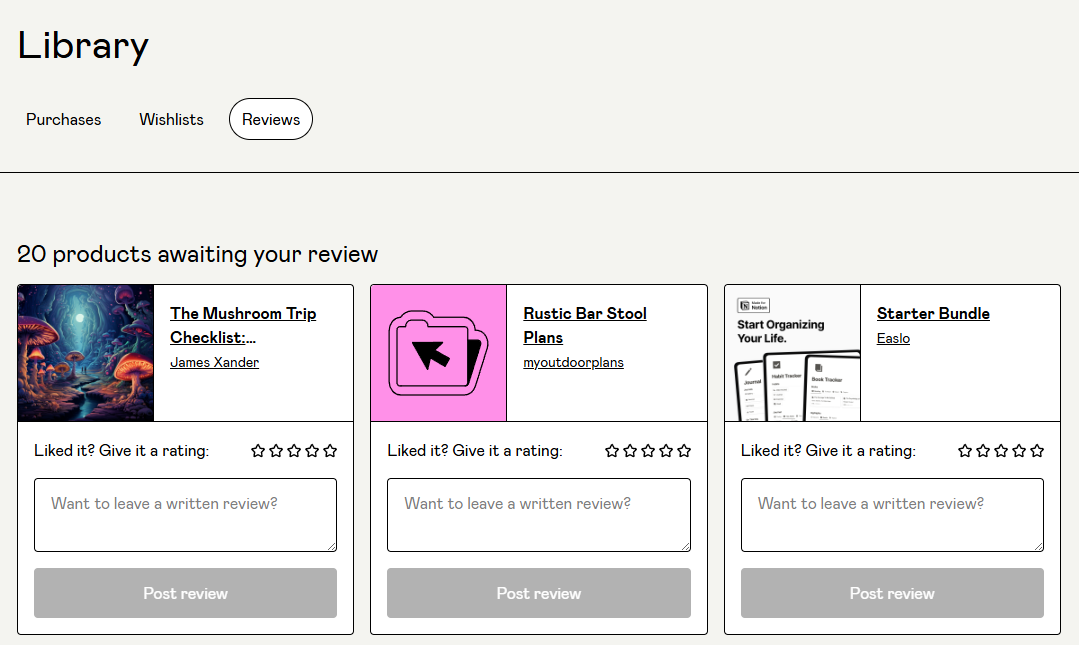 Library
Purchases
Wishlists
Reviews
20 products awaiting your review
The Mushroom Trip
Checklist:...
James Xander
Rustic Bar Stool
Plans
myoutdoorplans
Made for
Notion
Start Organizing
Your Life.
Journal
Habit Tracker
Book Tracker
Starter Bundle
Easlo
Liked it? Give it a rating:
Want to leave a written review?
Post review
Liked it? Give it a rating:
Want to leave a written review?
Post review
Liked it? Give it a rating:
Want to leave a written review?
Post review